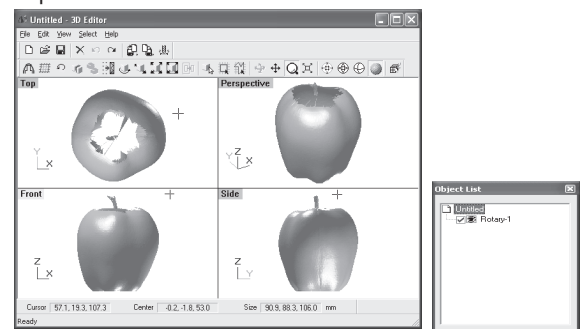 Untitled - 3D Editor
File Edit View Select Help
Top
Perspective
Y
X
Z
Y
X
Front
Side
Z
X
Z
Y
Cursor 57.1, 19.3, 107.3 Center -0.2, -1.8, 53.0 Size 90.9, 88.3, 106.0 mm
Ready
Object List
Untitled
Rotary-1